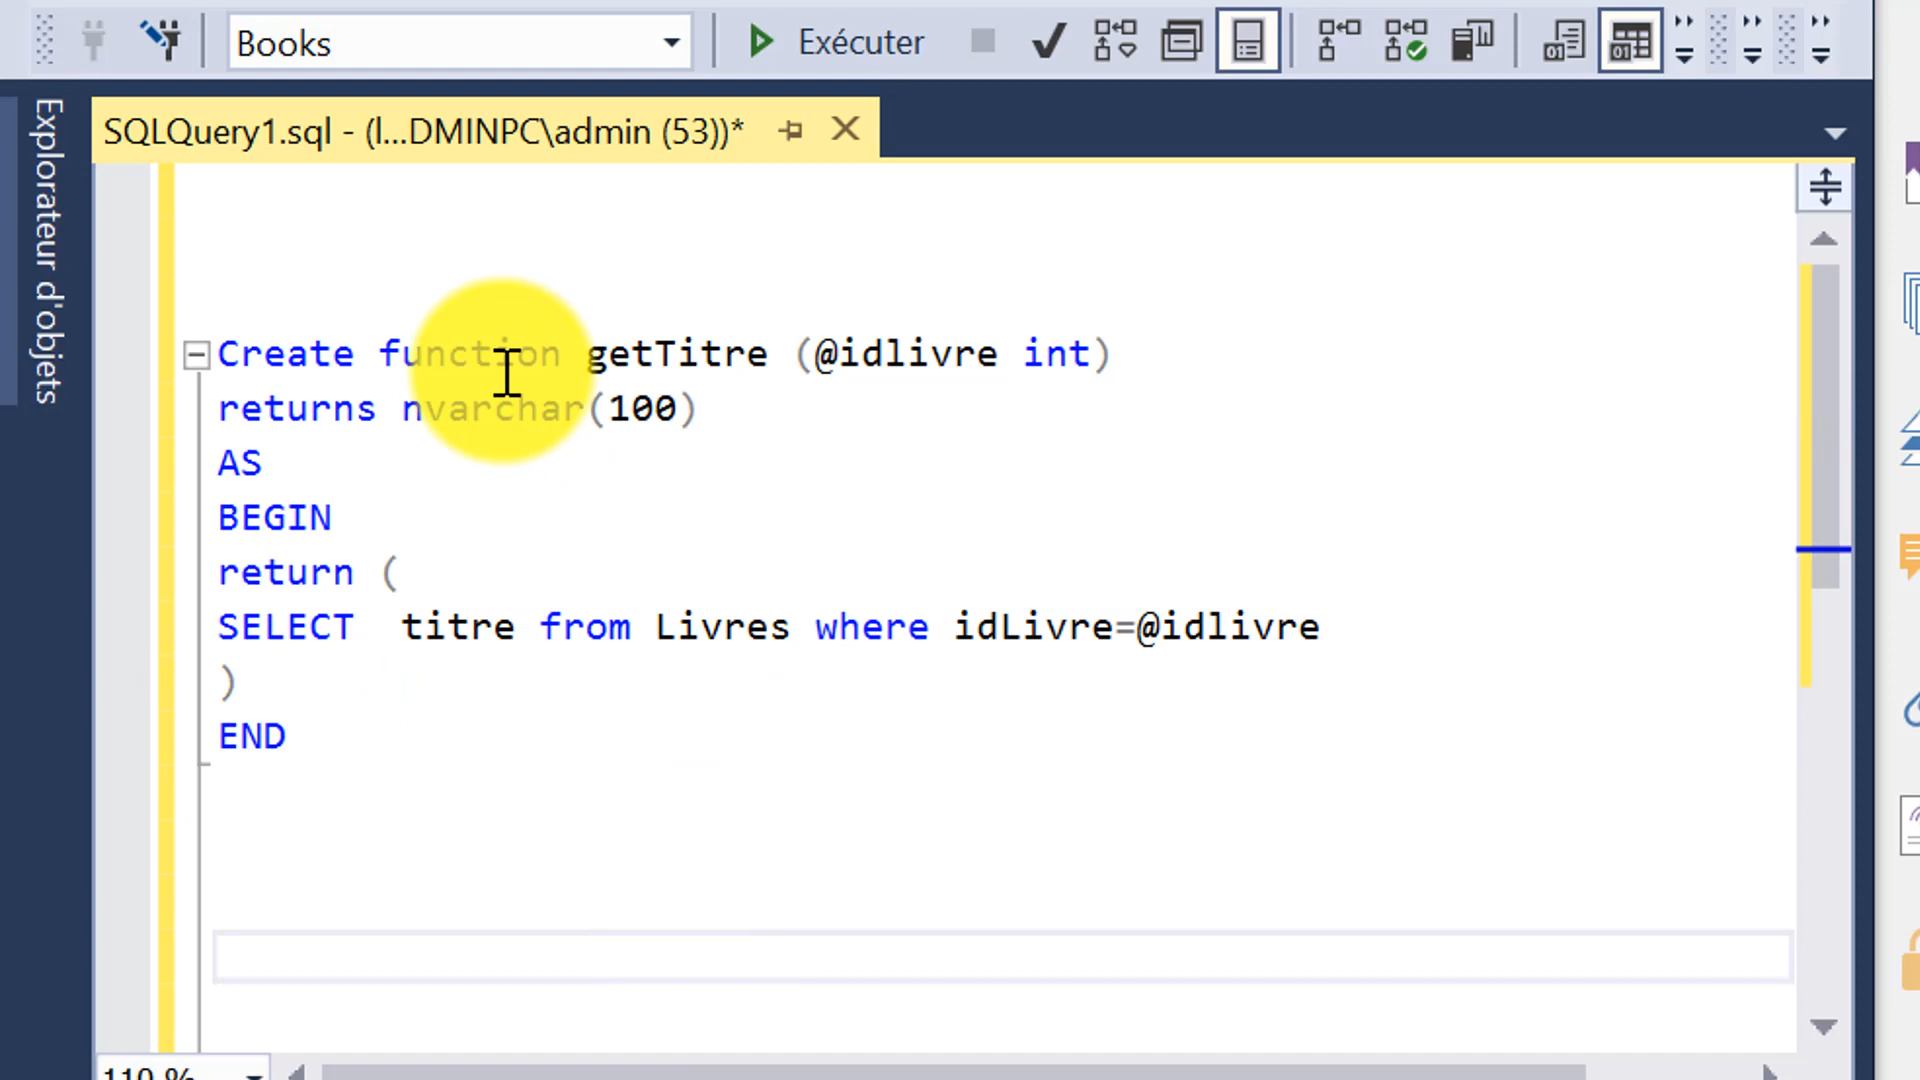 Books Exécuter
SQLQuery1.sql - (l...DMINPC\admin (53))*
Explorateur d'objets
Create function getTitre (@idlivre int)
returns nvarchar(100)
AS
BEGIN
return (
SELECT  titre from Livres where idLivre=@idlivre
)
END
110 %